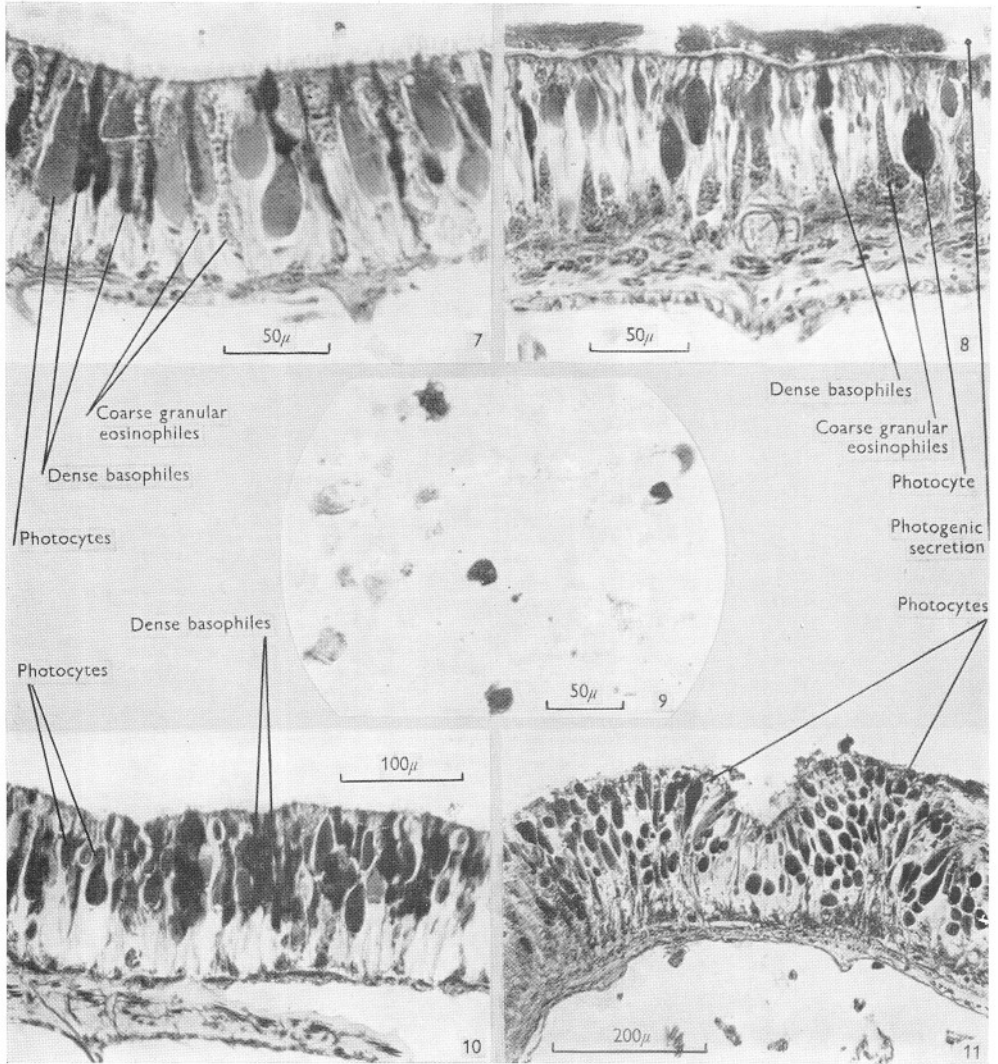 50μ
7
50μ
8
Coarse granular
eosinophiles
Dense basophiles
Photocytes
Dense basophiles
Coarse granular
eosinophiles
Photocyte
Photogenic
secretion
50μ
9
Dense basophiles
Photocytes
Photocytes
100μ
10
200μ
11